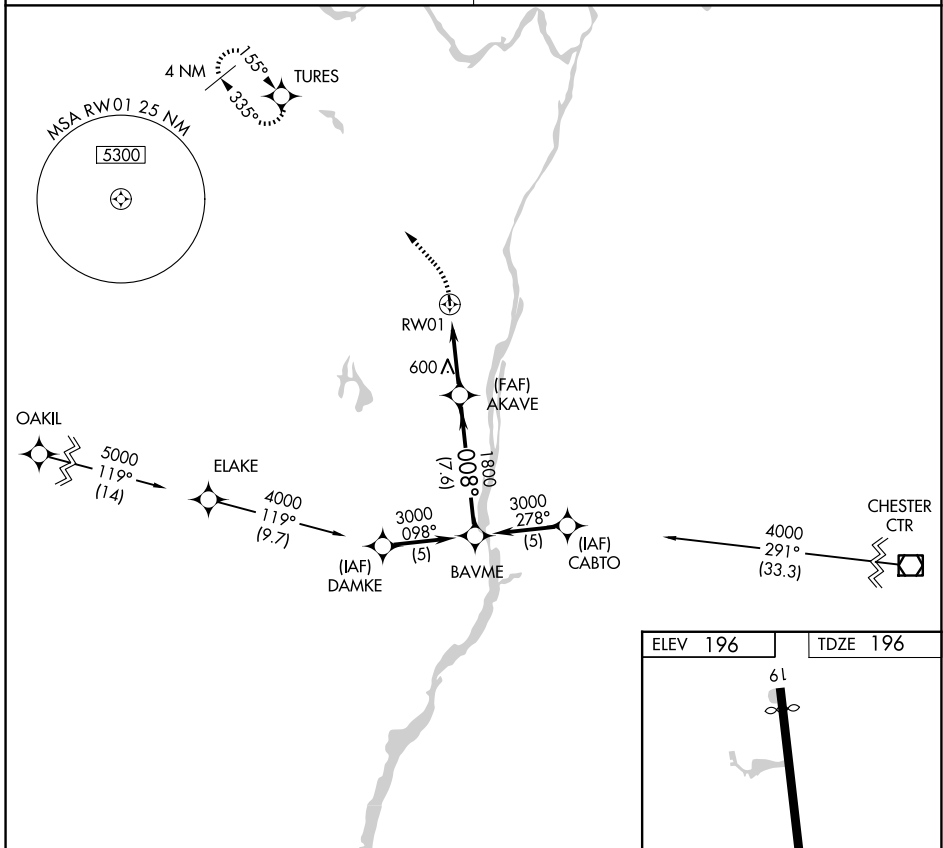 4 NM
155°
TURES
335°
MSA RW01 25 NM
5300
RW01
600
(FAF)
AKAVE
OAKIL
5000
119°
(14)
ELAKE
4000
119°
(9.7)
1800
008°
(7.6)
3000
098°
(5)
3000
278°
(5)
(IAF)
DAMKE
BAVME
(IAF)
CABTO
4000
291°
(33.3)
CHESTER
CTR
ELEV 196
TDZE 196
19